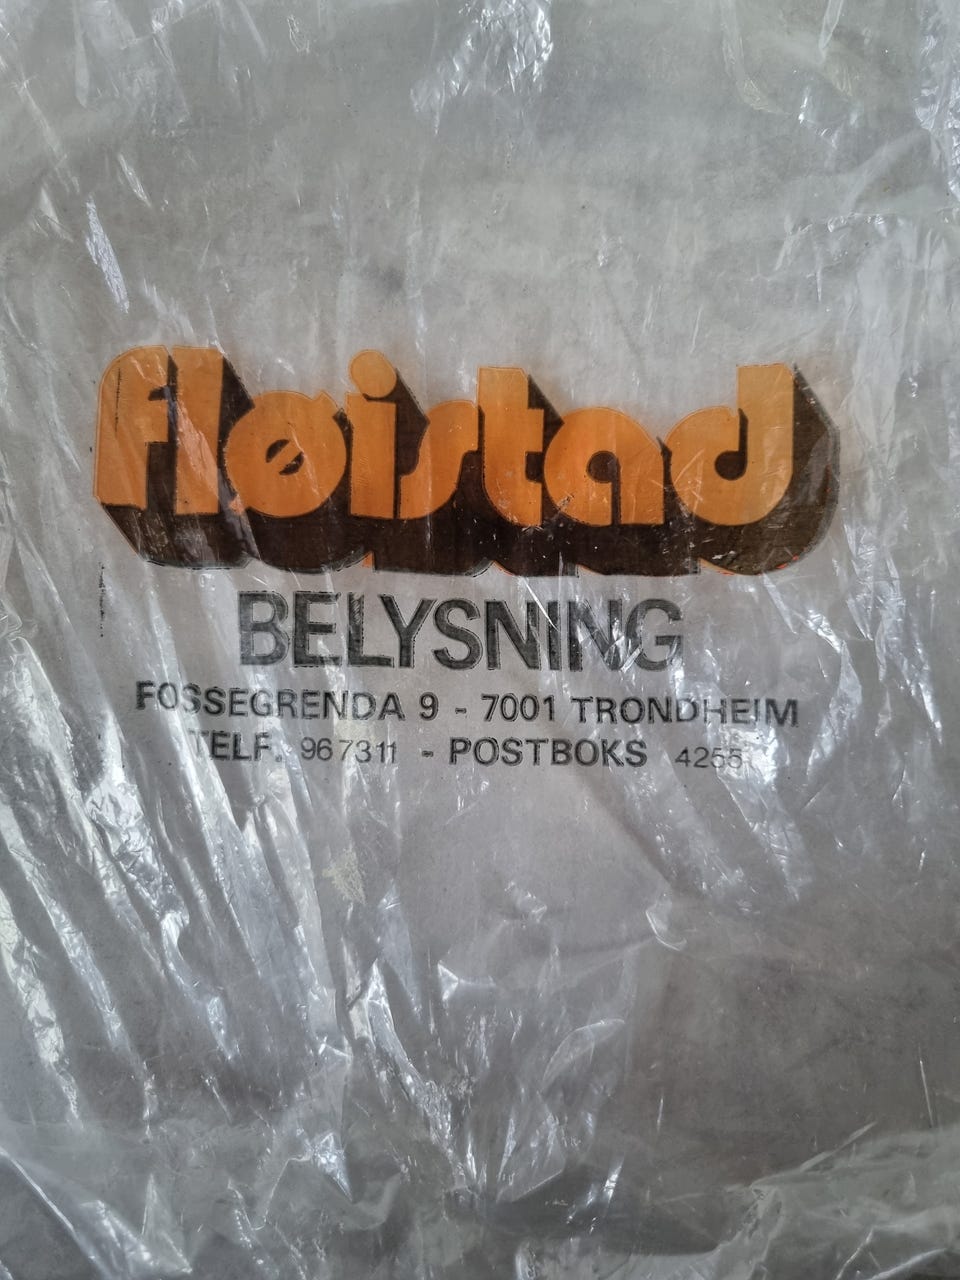 fløistad
BELYSNING
FOSSEGRENDA 9 - 7001 TRONDHEIM
TELF. 967311 - POSTBOKS 4255